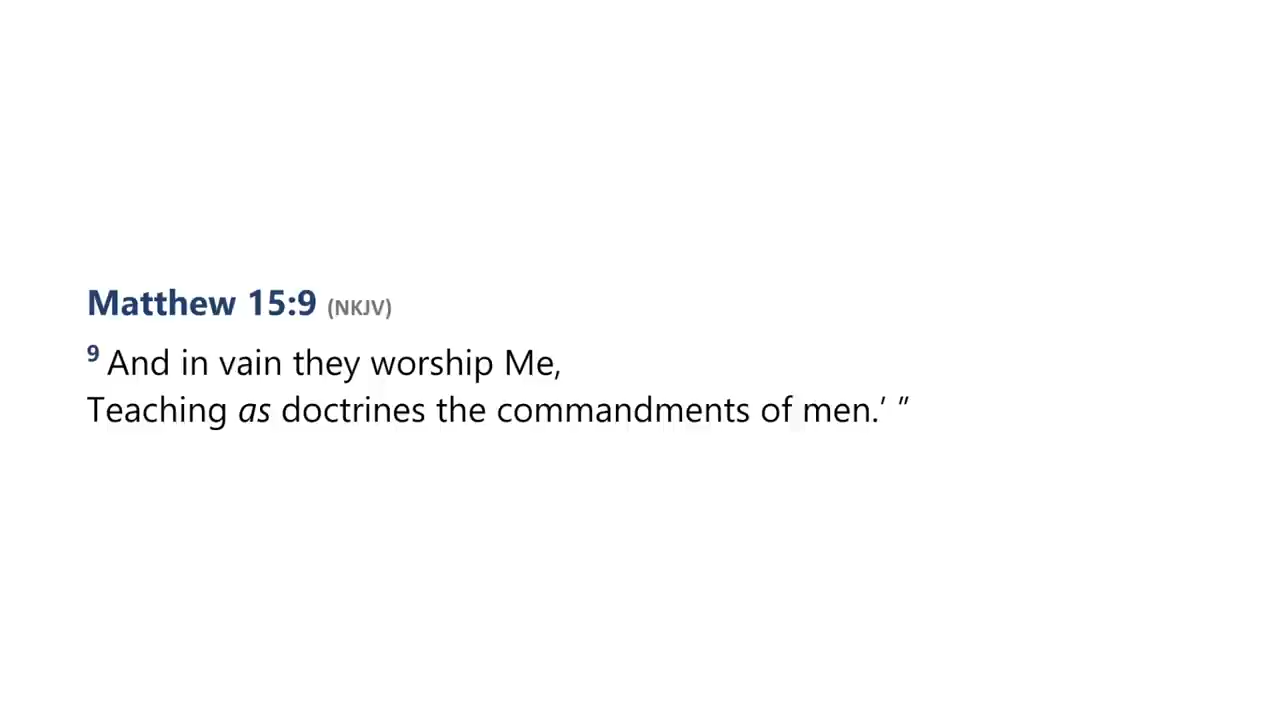 Matthew 15:9 (NKJV)
9 And in vain they worship Me,
Teaching as doctrines the commandments of men.’ ”